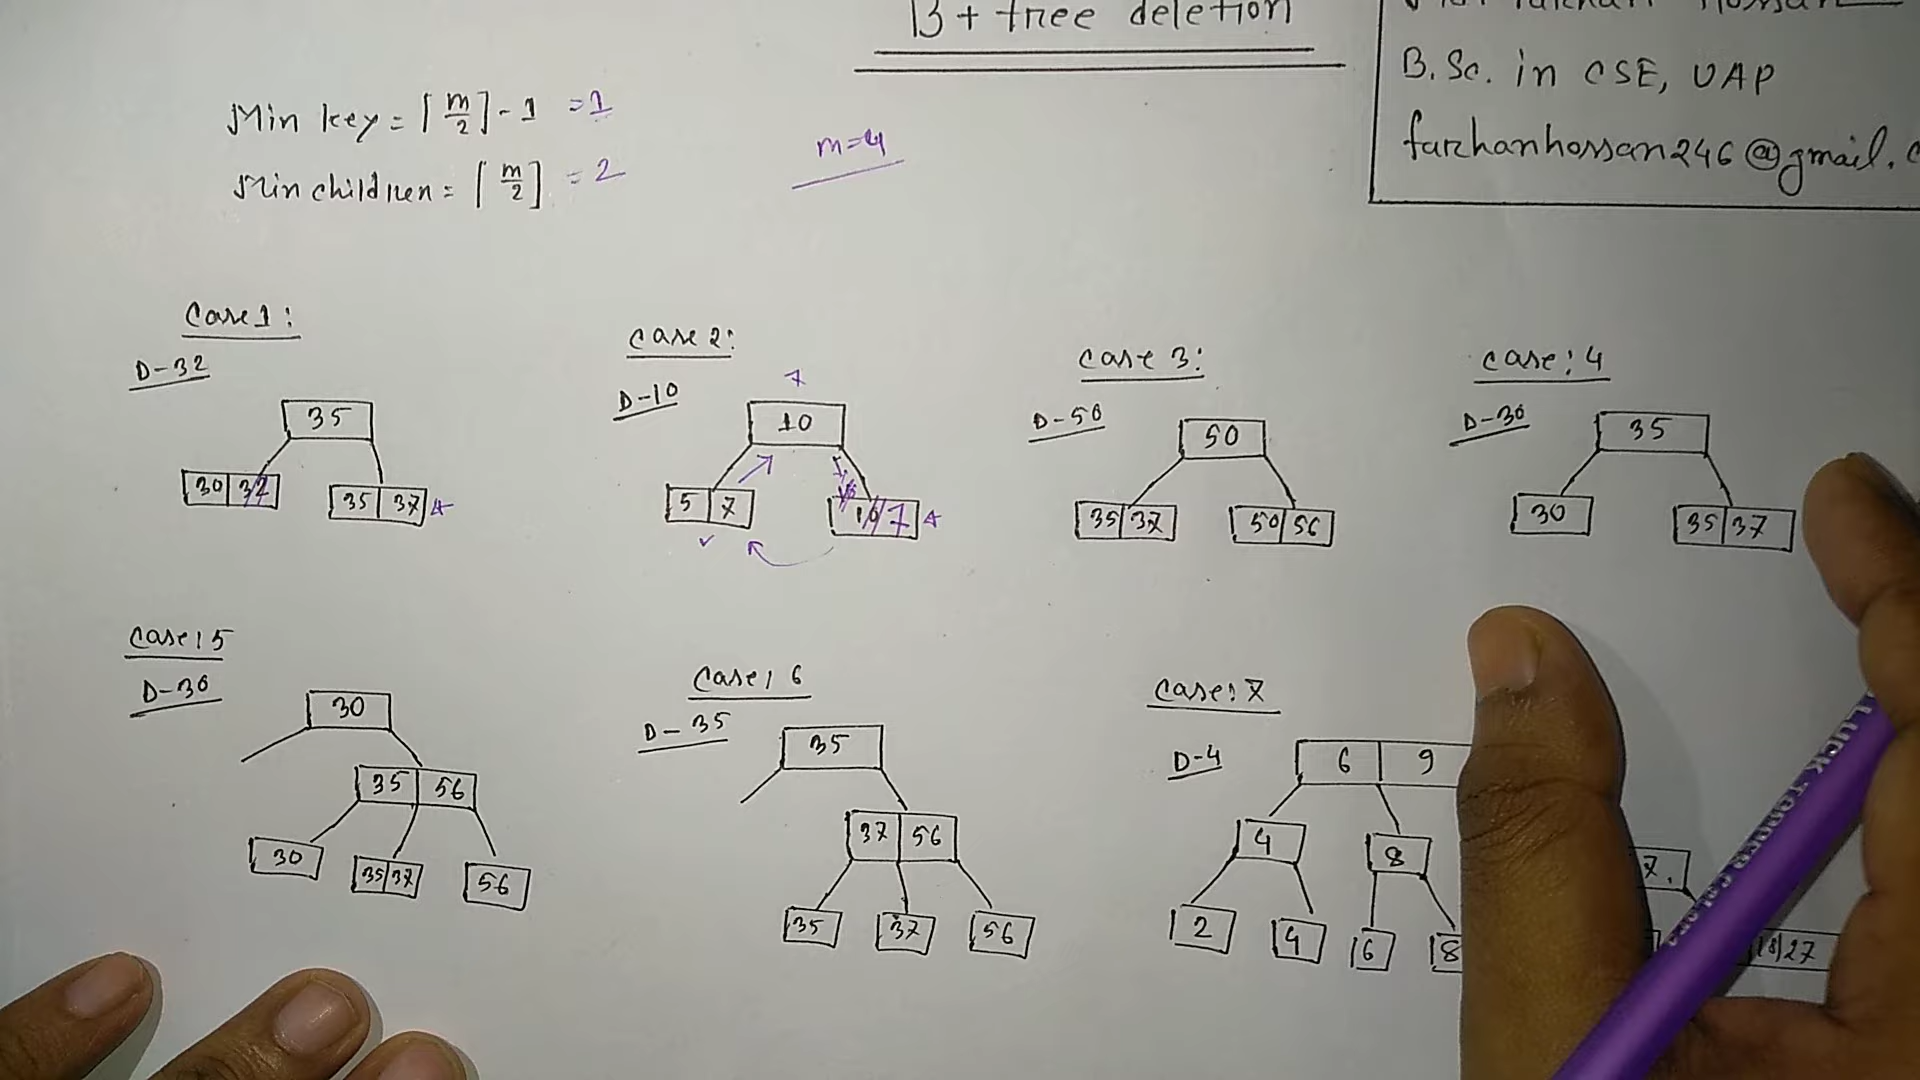 B+ tree deletion
B.Sc. in CSE, UAP
farhanhossan246@gmail.c
Min key = ⌈m/2⌉ - 1 = 1
Min children = ⌈m/2⌉ = 2
m=4
Case 1:
D-32
35
30 32
35 37
Case 2:
D-10
7
10
5 7
10 7
Case 3:
D-50
50
35 37
50 56
Case: 4
D-30
35
30
35 37
Case: 5
D-30
30
35 56
30
35 37
56
Case: 6
D-35
35
37 56
35
37
56
Case: 7
D-4
6 9
4
8
7.
2
4
6
8
27
LUCK